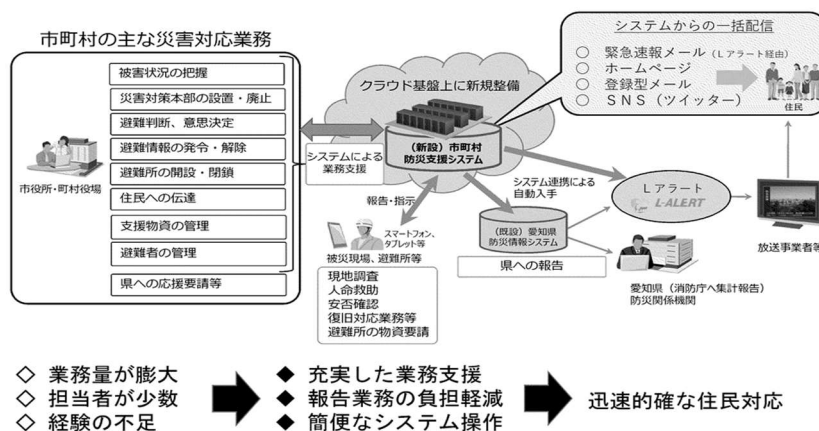 市町村の主な災害対応業務
被害状況の把握
災害対策本部の設置・廃止
避難判断、意思決定
避難情報の発令・解除
避難所の開設・閉鎖
住民への伝達
支援物資の管理
避難者の管理
県への応援要請等
市役所・町村役場
システムによる
業務支援
クラウド基盤上に新規整備
(新設)市町村
防災支援システム
システムからの一括配信
○ 緊急速報メール(Lアラート経由)
○ ホームページ
○ 登録型メール
○ SNS(ツイッター)
住民
報告・指示
スマートフォン、
タブレット等
被災現場、避難所等
現地調査
人命救助
安否確認
復旧対応業務等
避難所の物資要請
システム連携による
自動入手
(既設)愛知県
防災情報システム
県への報告
Lアラート
L-ALERT
放送事業者等
愛知県(消防庁へ集計報告)
防災関係機関
◇ 業務量が膨大
◇ 担当者が少数
◇ 経験の不足
◆ 充実した業務支援
◆ 報告業務の負担軽減
◆ 簡便なシステム操作
迅速的確な住民対応